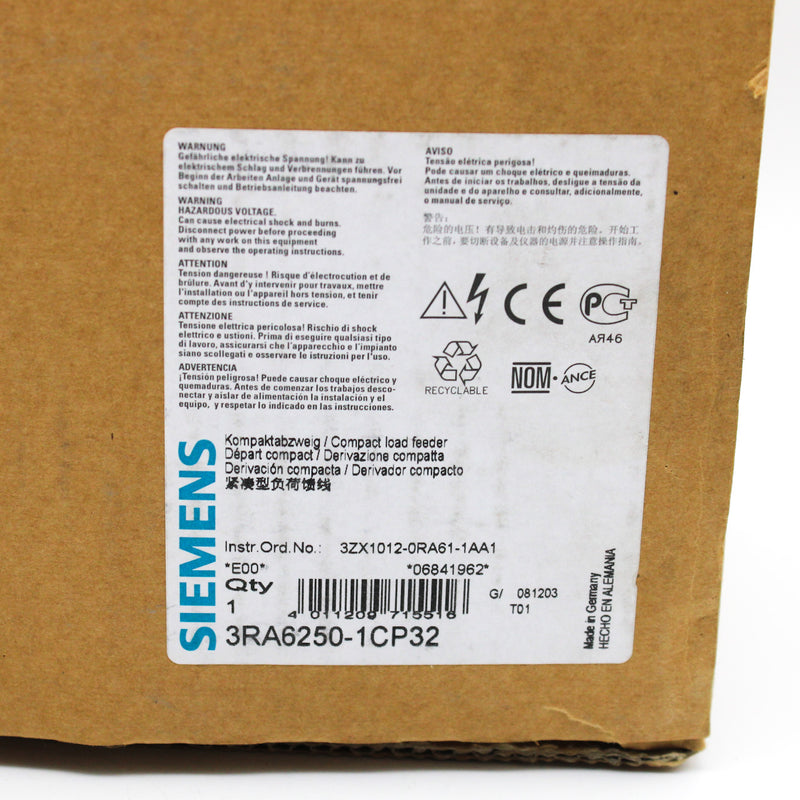 WARNUNG
Gefährliche elektrische Spannung! Kann zu
elektrischem Schlag und Verbrennungen führen. Vor
Beginn der Arbeiten Anlage und Gerät spannungsfrei
schalten und Betriebsanleitung beachten.
WARNING
HAZARDOUS VOLTAGE.
Can cause electrical shock and burns.
Disconnect power before proceeding
with any work on this equipment
and observe the operating instructions.
ATTENTION
Tension dangereuse ! Risque d'électrocution et de
brûlure. Avant d'y intervenir pour travaux, mettre
l'installation ou l'appareil hors tension, et tenir
compte des instructions de service.
ATTENZIONE
Tensione elettrica pericolosa! Rischio di shock
elettrico e ustioni. Prima di eseguire qualsiasi tipo
di lavoro, assicurarsi che l'apparecchio e l'impianto
siano scollegati e osservare le istruzioni per l'uso.
ADVERTENCIA
¡Tensión peligrosa! Puede causar choque eléctrico y
quemaduras. Antes de comenzar los trabajos desco-
nectar y aislar de alimentación la instalación y el
equipo, y respetar lo indicado en las instrucciones.
AVISO
Tensão elétrica perigosa!
Pode causar um choque elétrico e queimaduras.
Antes de iniciar os trabalhos, desligue a tensão da
unidade e do aparelho e consultar, adicionalmente,
o manual de serviço.
警告:
危险的电压! 有导致电击和灼伤的危险。开始工
作之前，要切断设备及仪器的电源并注意操作指南。
CE
РСТ
АЯ46
RECYCLABLE
NOM · ANCE
SIEMENS
Kompaktabzweig / Compact load feeder
Départ compact / Derivazione compatta
Derivación compacta / Derivador compacto
紧凑型负荷馈线
Instr.Ord.No.: 3ZX1012-0RA61-1AA1
*E00* *06841962*
Qty
1
4 011209 715516
G/ 081203
T01
3RA6250-1CP32
Made in Germany
HECHO EN ALEMANIA